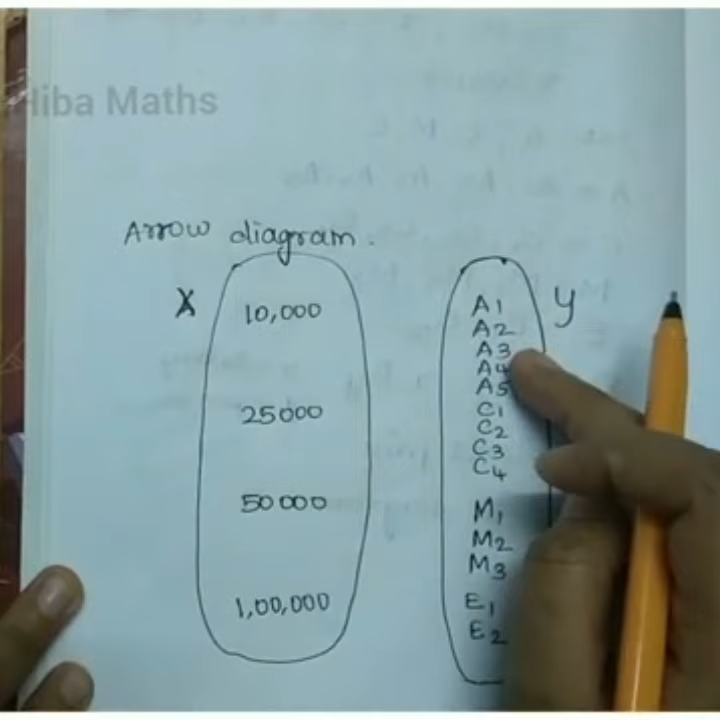 Hiba Maths
Arrow diagram.
X
10,000
25000
50000
1,00,000
Y
A1
A2
A3
A4
A5
C1
C2
C3
C4
M1
M2
M3
E1
E2